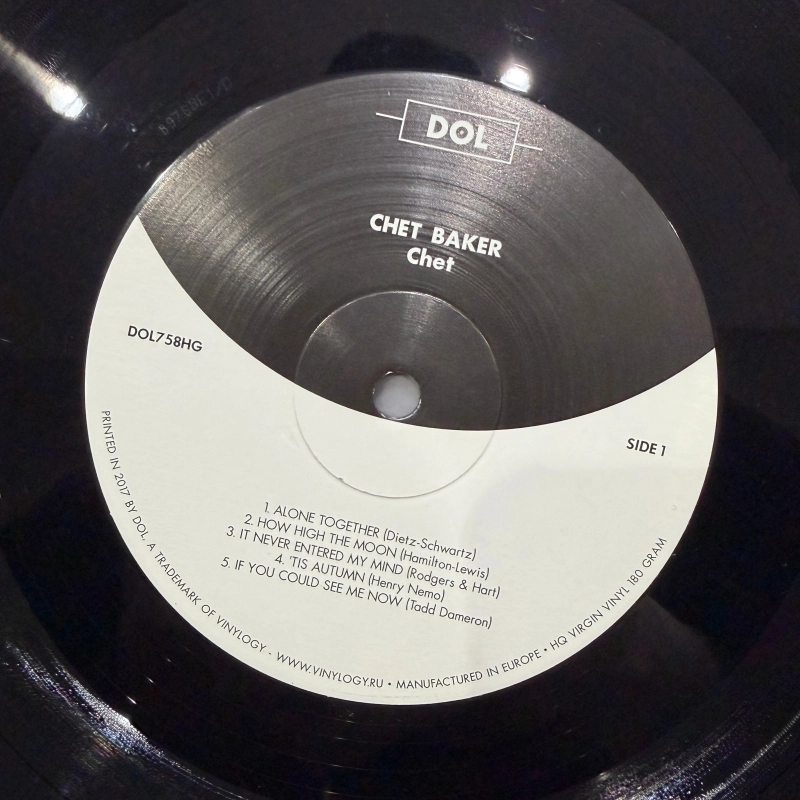 DOL
CHET BAKER
Chet
DOL758HG
SIDE 1
1. ALONE TOGETHER (Dietz-Schwartz)
2. HOW HIGH THE MOON (Hamilton-Lewis)
3. IT NEVER ENTERED MY MIND (Rodgers & Hart)
4. 'TIS AUTUMN (Henry Nemo)
5. IF YOU COULD SEE ME NOW (Tadd Dameron)
PRINTED IN 2017 BY DOL, A TRADEMARK OF VINYLOGY - WWW.VINYLOGY.RU • MANUFACTURED IN EUROPE • HQ VIRGIN VINYL 180 GRAM